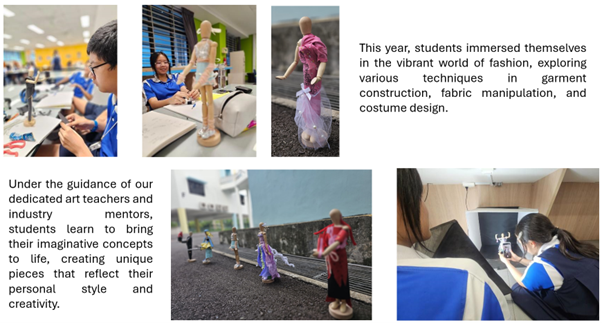 This year, students immersed themselves
in the vibrant world of fashion, exploring
various techniques in garment
construction, fabric manipulation, and
costume design.
Under the guidance of our
dedicated art teachers and
industry mentors,
students learn to bring
their imaginative concepts
to life, creating unique
pieces that reflect their
personal style and
creativity.